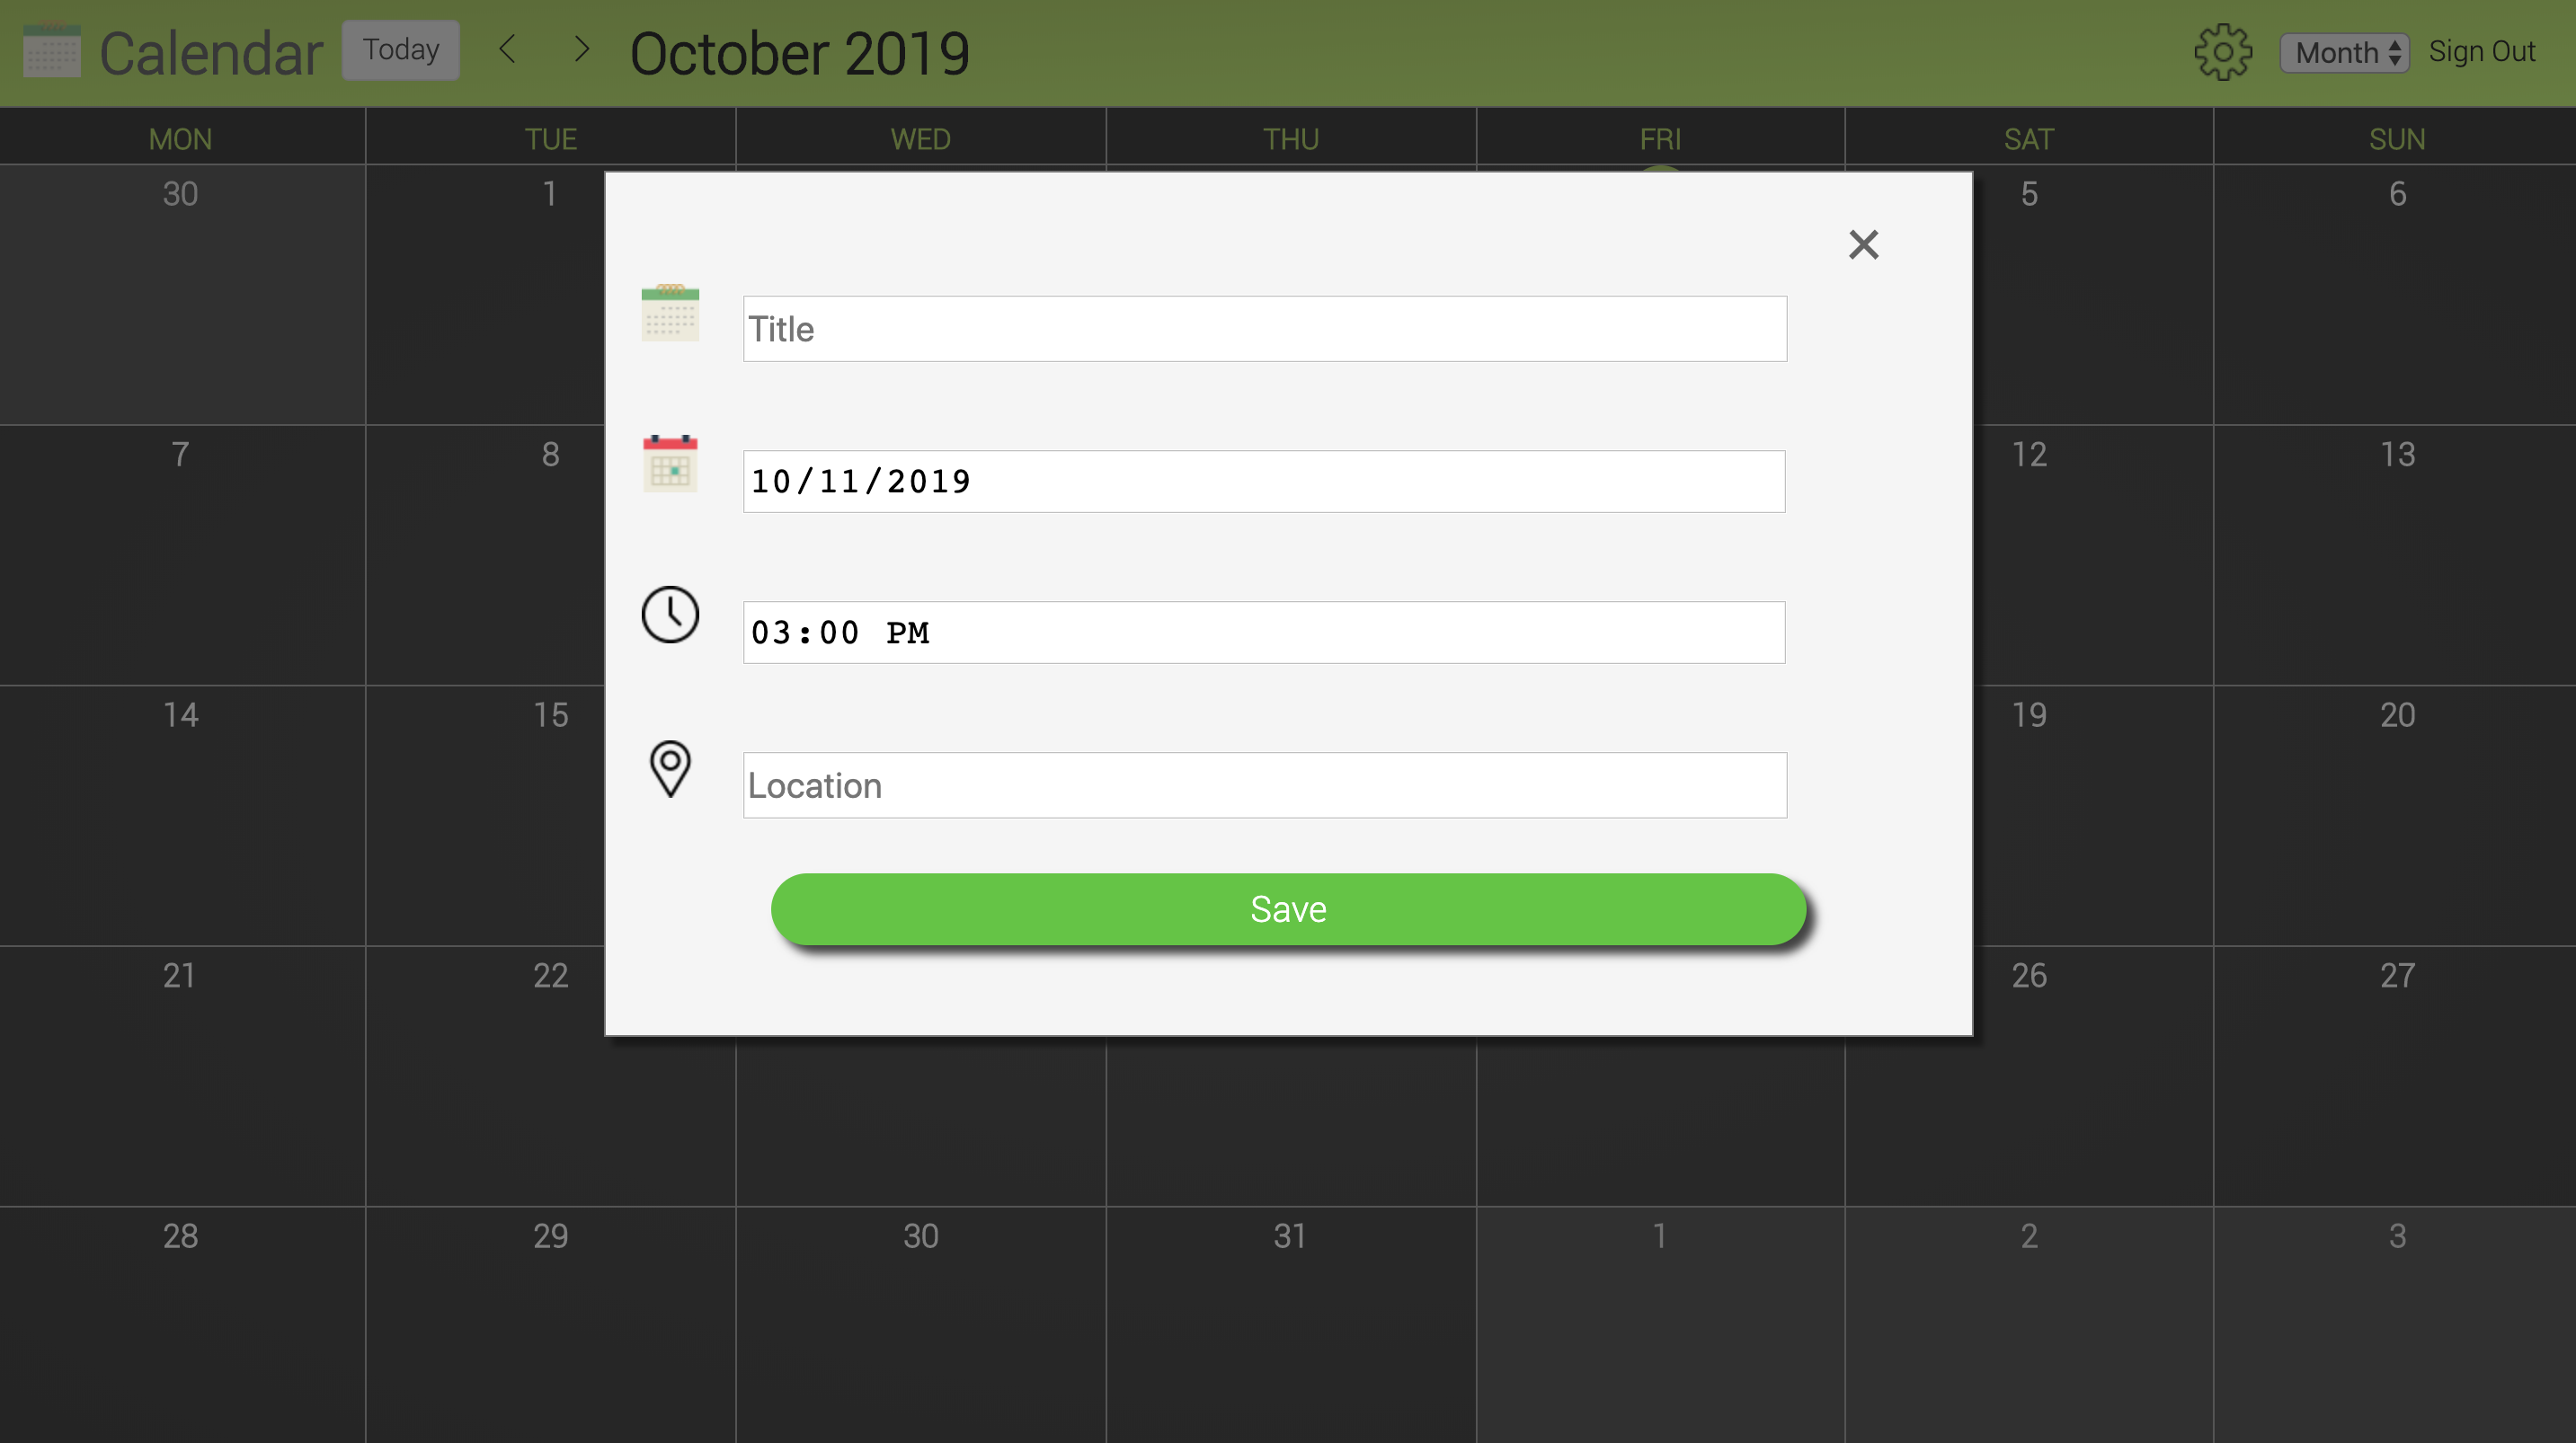 Calendar Today < > October 2019 Month Sign Out
MON TUE WED THU FRI SAT SUN
30 1 5 6
Title
7 8 12 13
10/11/2019
03:00 PM
14 15 19 20
Location
Save
21 22 26 27
28 29 30 31 1 2 3